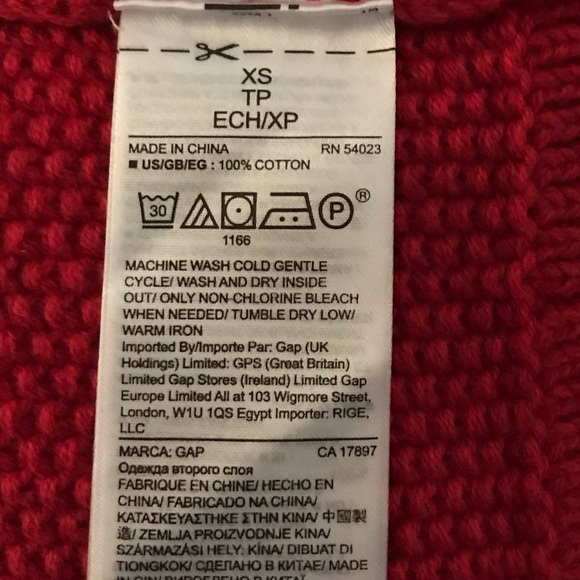 XS
TP
ECH/XP
MADE IN CHINA RN 54023
■ US/GB/EG : 100% COTTON
30 P ®
1166
MACHINE WASH COLD GENTLE
CYCLE/ WASH AND DRY INSIDE
OUT/ ONLY NON-CHLORINE BLEACH
WHEN NEEDED/ TUMBLE DRY LOW/
WARM IRON
Imported By/Importe Par: Gap (UK
Holdings) Limited: GPS (Great Britain)
Limited Gap Stores (Ireland) Limited Gap
Europe Limited All at 103 Wigmore Street,
London, W1U 1QS Egypt Importer: RIGE,
LLC
MARCA: GAP CA 17897
Одежда второго слоя
FABRIQUE EN CHINE/ HECHO EN
CHINA/ FABRICADO NA CHINA/
ΚΑΤΑΣΚΕΥΑΣΤΗΚΕ ΣΤΗΝ ΚΙΝΑ/ 中國製
造/ ZEMLJA PROIZVODNJE KINA/
SZÁRMAZÁSI HELY: KÍNA/ DIBUAT DI
TIONGKOK/ СДЕЛАНО В КИТАЕ/ MADE